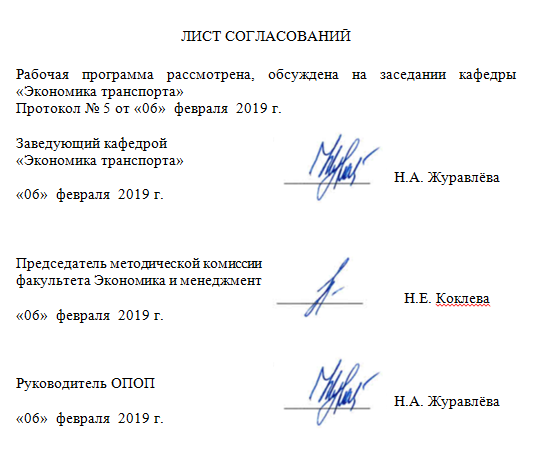 ЛИСТ СОГЛАСОВАНИЙ
Рабочая программа рассмотрена, обсуждена на заседании кафедры
«Экономика транспорта»
Протокол № 5 от «06» февраля 2019 г.
Заведующий кафедрой
«Экономика транспорта»
Н.А. Журавлёва
«06» февраля 2019 г.
Председатель методической комиссии
факультета Экономика и менеджмент
Н.Е. Коклева
«06» февраля 2019 г.
Руководитель ОПОП
Н.А. Журавлёва
«06» февраля 2019 г.